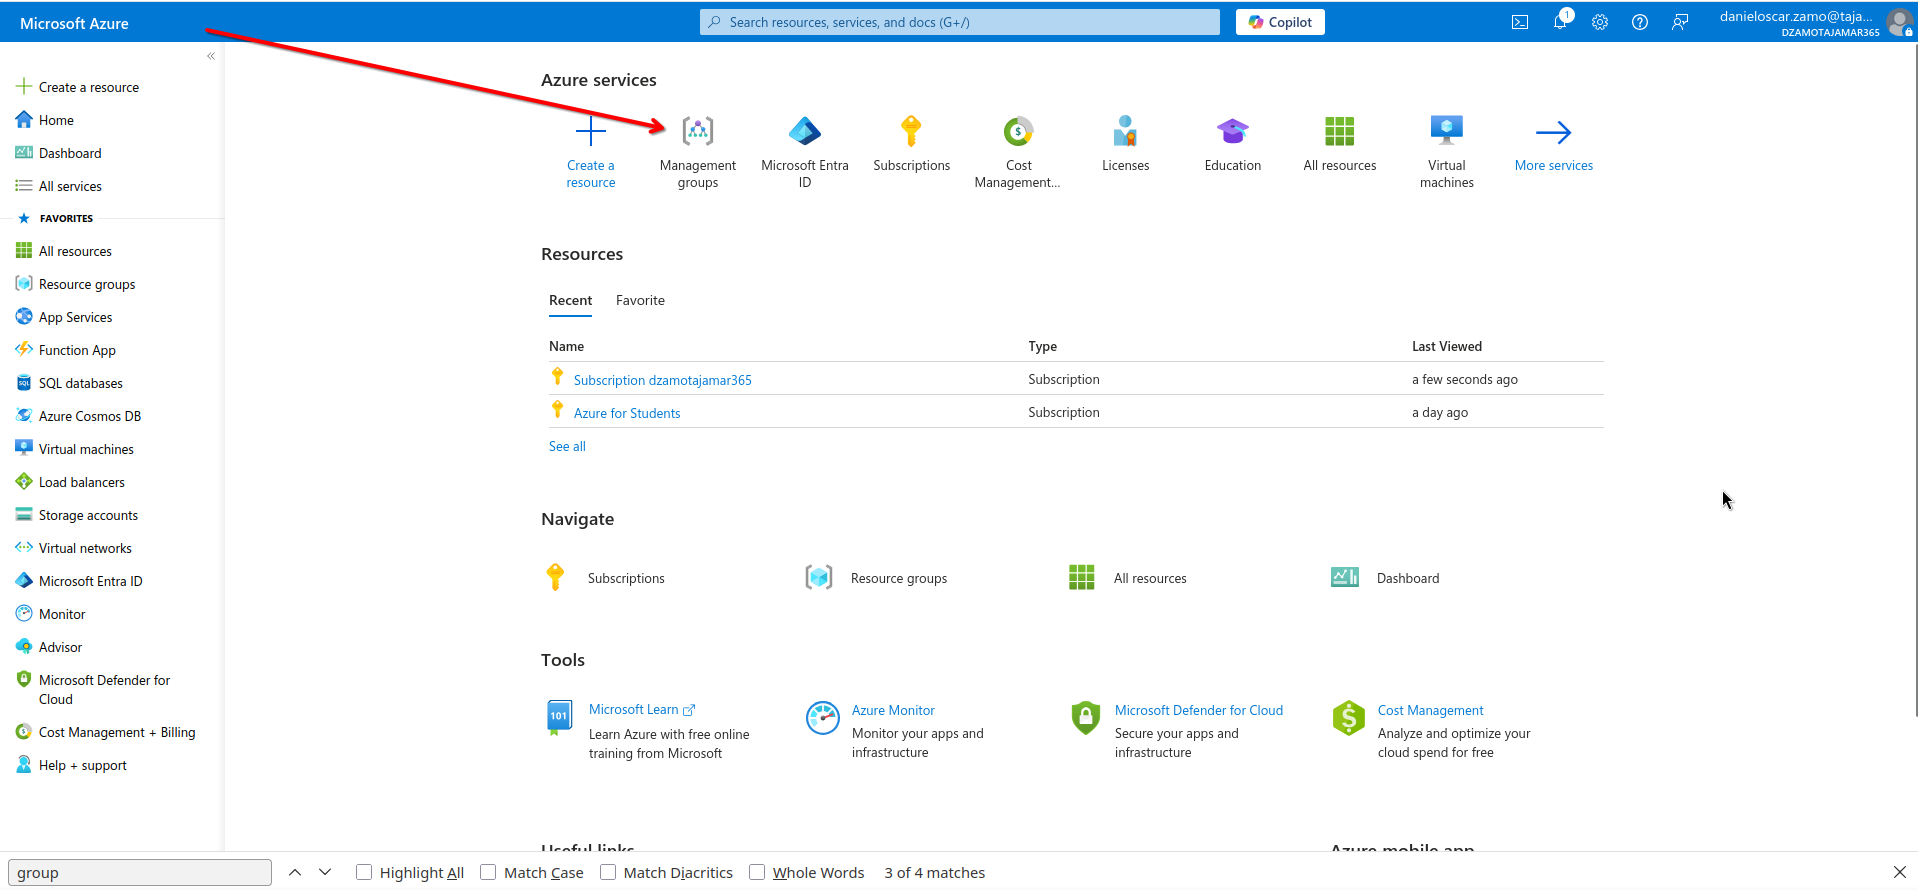 Microsoft Azure
Search resources, services, and docs (G+/)
Copilot
1
danieloscar.zamo@taja...
DZAMOTAJAMAR365
«
Create a resource
Home
Dashboard
All services
FAVORITES
All resources
Resource groups
App Services
Function App
SQL
SQL databases
Azure Cosmos DB
Virtual machines
Load balancers
Storage accounts
Virtual networks
Microsoft Entra ID
Monitor
Advisor
Microsoft Defender for
Cloud
Cost Management + Billing
Help + support
Azure services
Create a
resource
Management
groups
Microsoft Entra
ID
Subscriptions
Cost
Management...
Licenses
Education
All resources
Virtual
machines
More services
Resources
Recent
Favorite
Name
Type
Last Viewed
Subscription dzamotajamar365
Subscription
a few seconds ago
Azure for Students
Subscription
a day ago
See all
Navigate
Subscriptions
Resource groups
All resources
Dashboard
Tools
101
Microsoft Learn
Learn Azure with free online
training from Microsoft
Azure Monitor
Monitor your apps and
infrastructure
Microsoft Defender for Cloud
Secure your apps and
infrastructure
Cost Management
Analyze and optimize your
cloud spend for free
Useful links
Azure mobile app
group
Highlight All
Match Case
Match Diacritics
Whole Words
3 of 4 matches